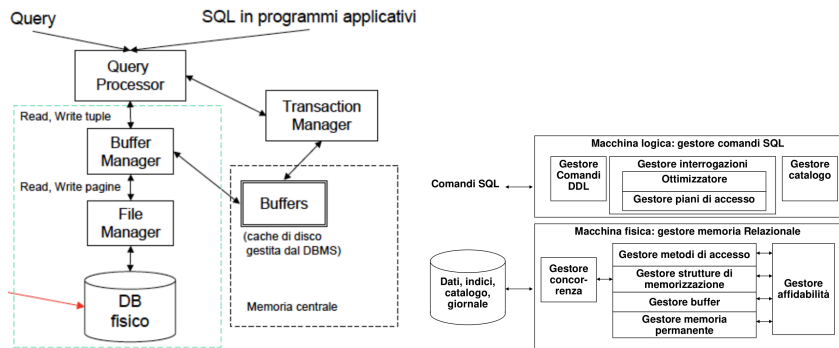 Query
SQL in programmi applicativi
Query
Processor
Transaction
Manager
Read, Write tuple
Buffer
Manager
Read, Write pagine
File
Manager
Buffers
(cache di disco
gestita dal DBMS)
DB
fisico
Memoria centrale
Comandi SQL
Macchina logica: gestore comandi SQL
Gestore
Comandi
DDL
Gestore interrogazioni
Ottimizzatore
Gestore piani di accesso
Gestore
catalogo
Macchina fisica: gestore memoria Relazionale
Dati, indici,
catalogo,
giornale
Gestore
concor-
renza
Gestore metodi di accesso
Gestore strutture di
memorizzazione
Gestore buffer
Gestore memoria
permanente
Gestore
affidabilità